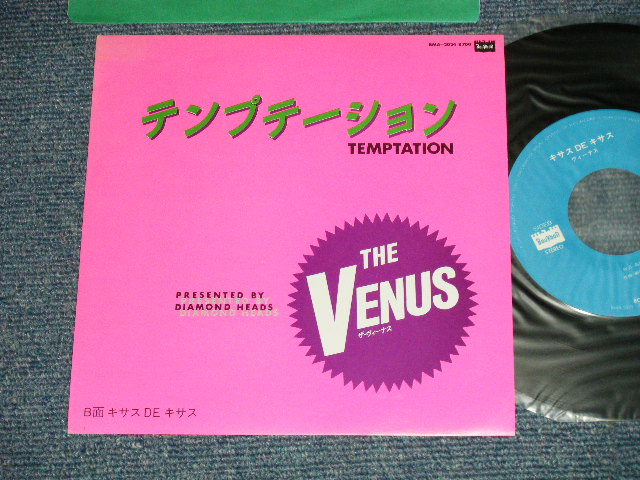 テンプテーション
TEMPTATION
THE
VENUS
ザ・ヴィーナス
PRESENTED BY
DIAMOND HEADS
B面 キサス DE キサス
キサス DE キサス
ヴィーナス
STEREO